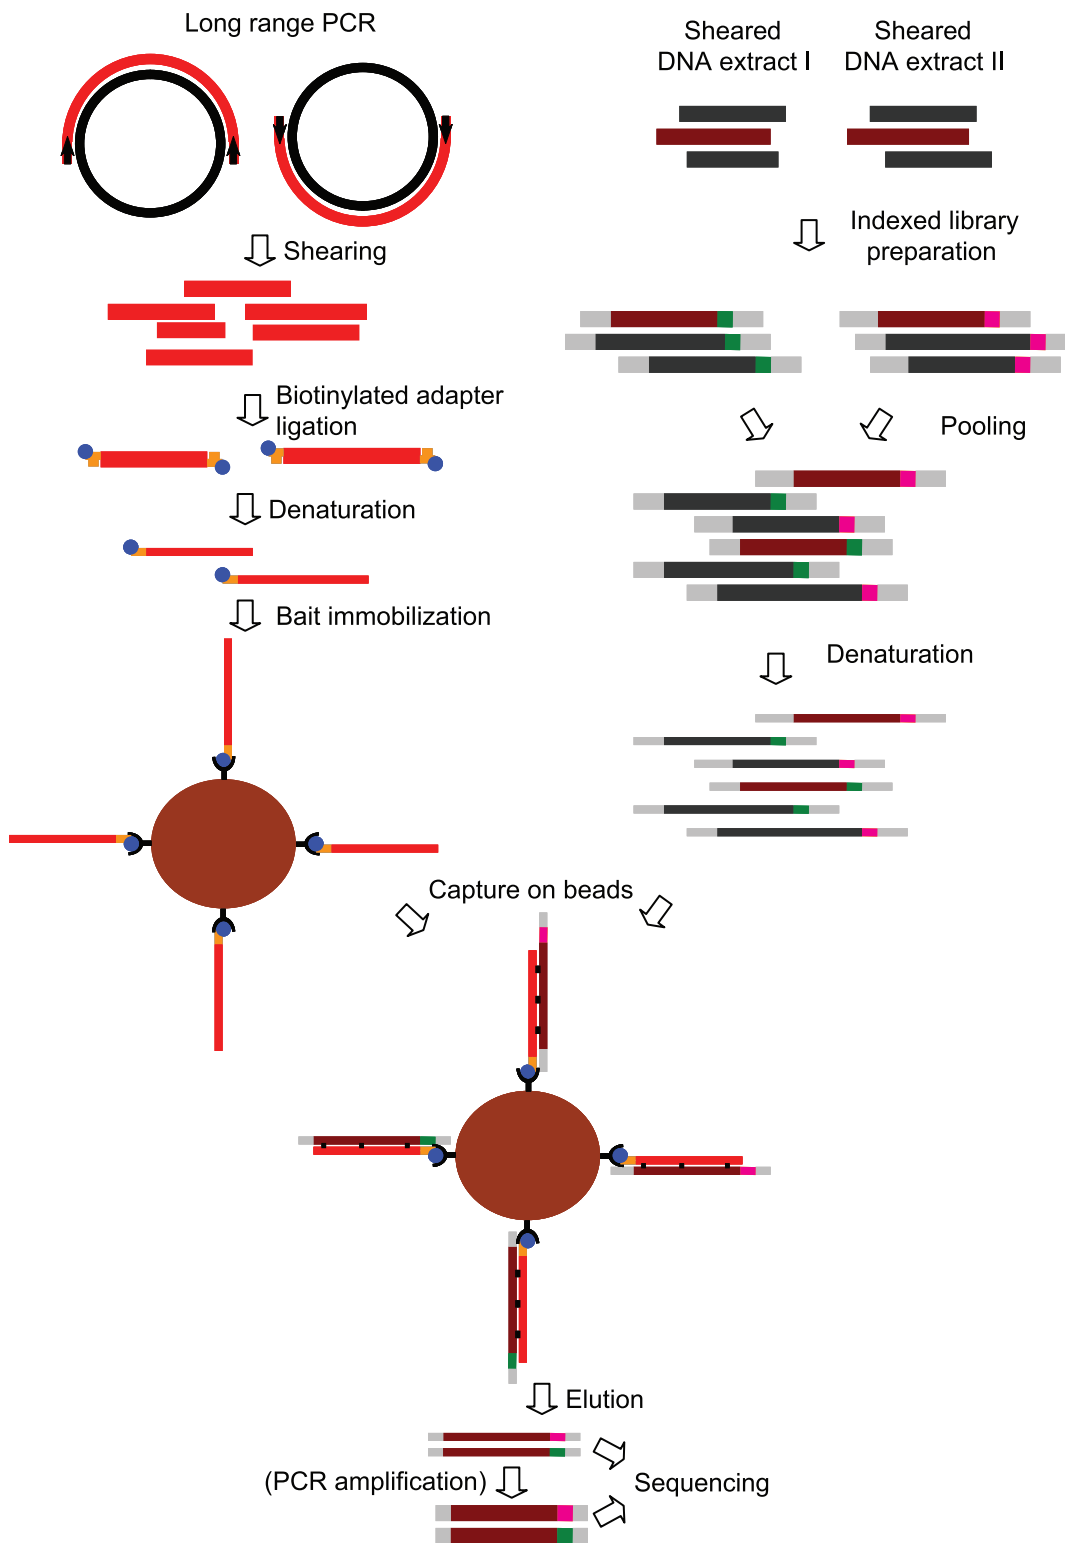 Long range PCR
Sheared
DNA extract I
Sheared
DNA extract II
Shearing
Indexed library
preparation
Biotinylated adapter
ligation
Pooling
Denaturation
Bait immobilization
Denaturation
Capture on beads
Elution
(PCR amplification)
Sequencing